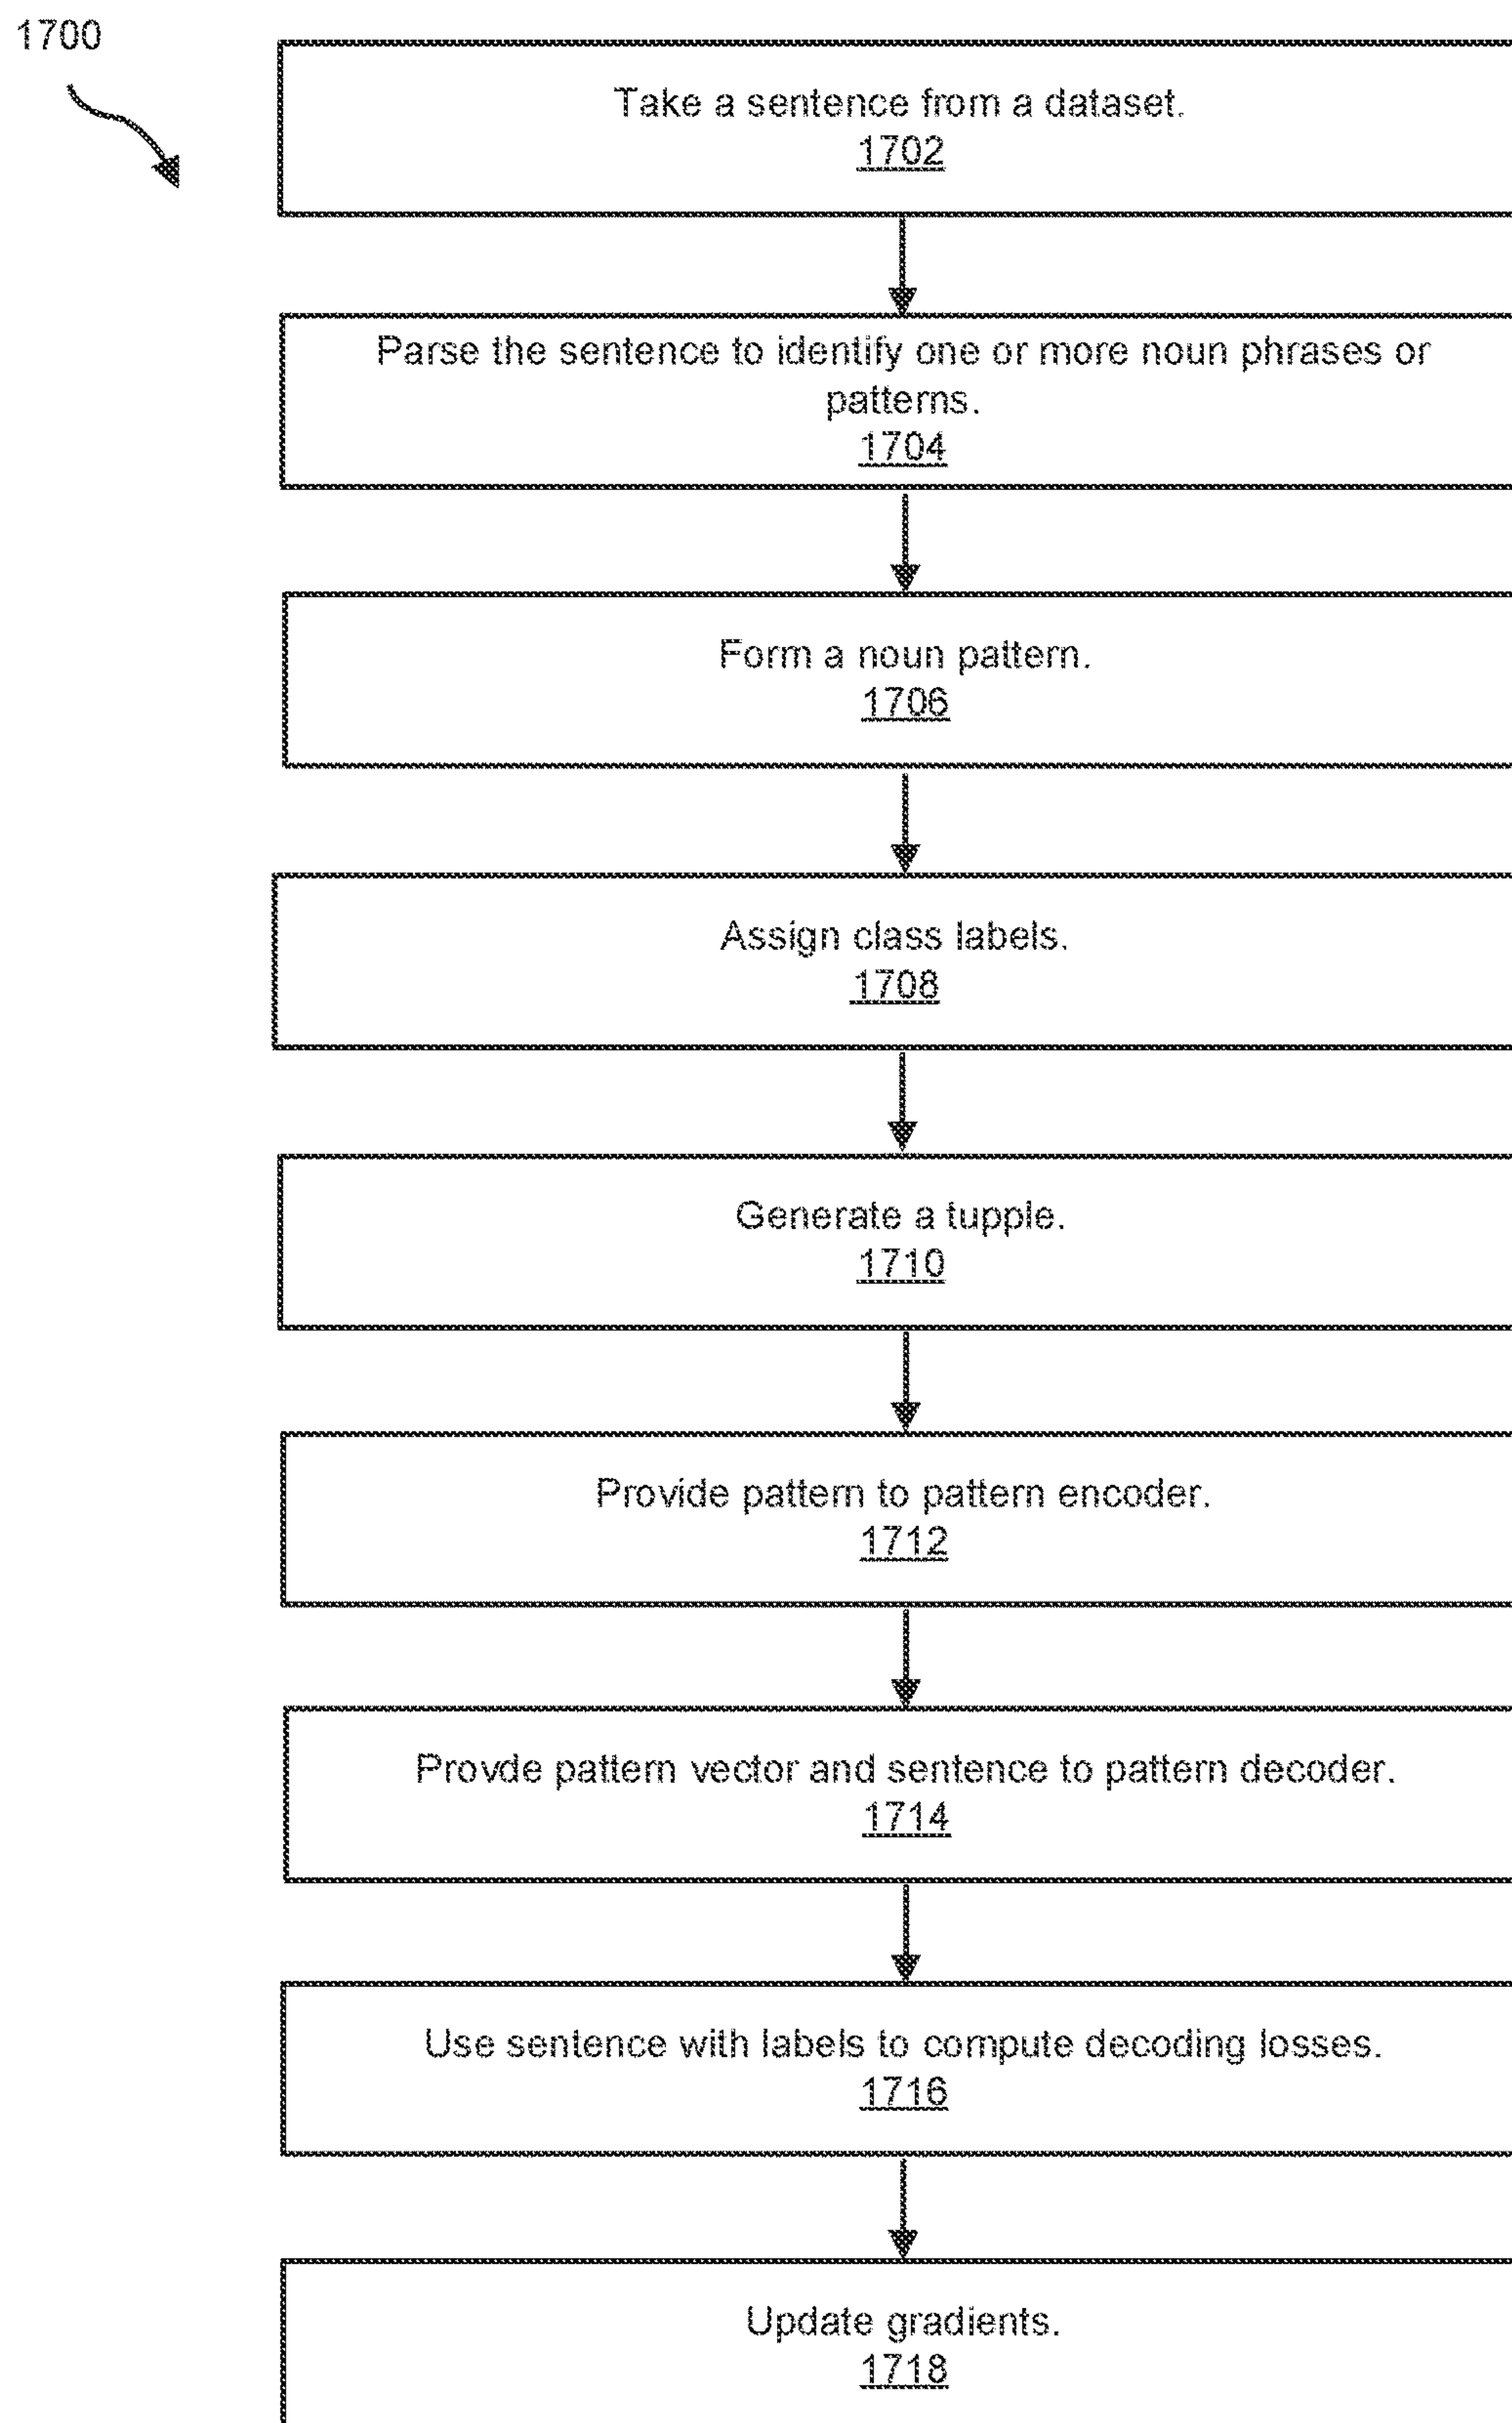 1700
Take a sentence from a dataset.
1702
Parse the sentence to identify one or more noun phrases or
patterns.
1704
Form a noun pattern.
1706
Assign class labels.
1708
Generate a tupple.
1710
Provide pattern to pattern encoder.
1712
Provde pattern vector and sentence to pattern decoder.
1714
Use sentence with labels to compute decoding losses.
1716
Update gradients.
1718